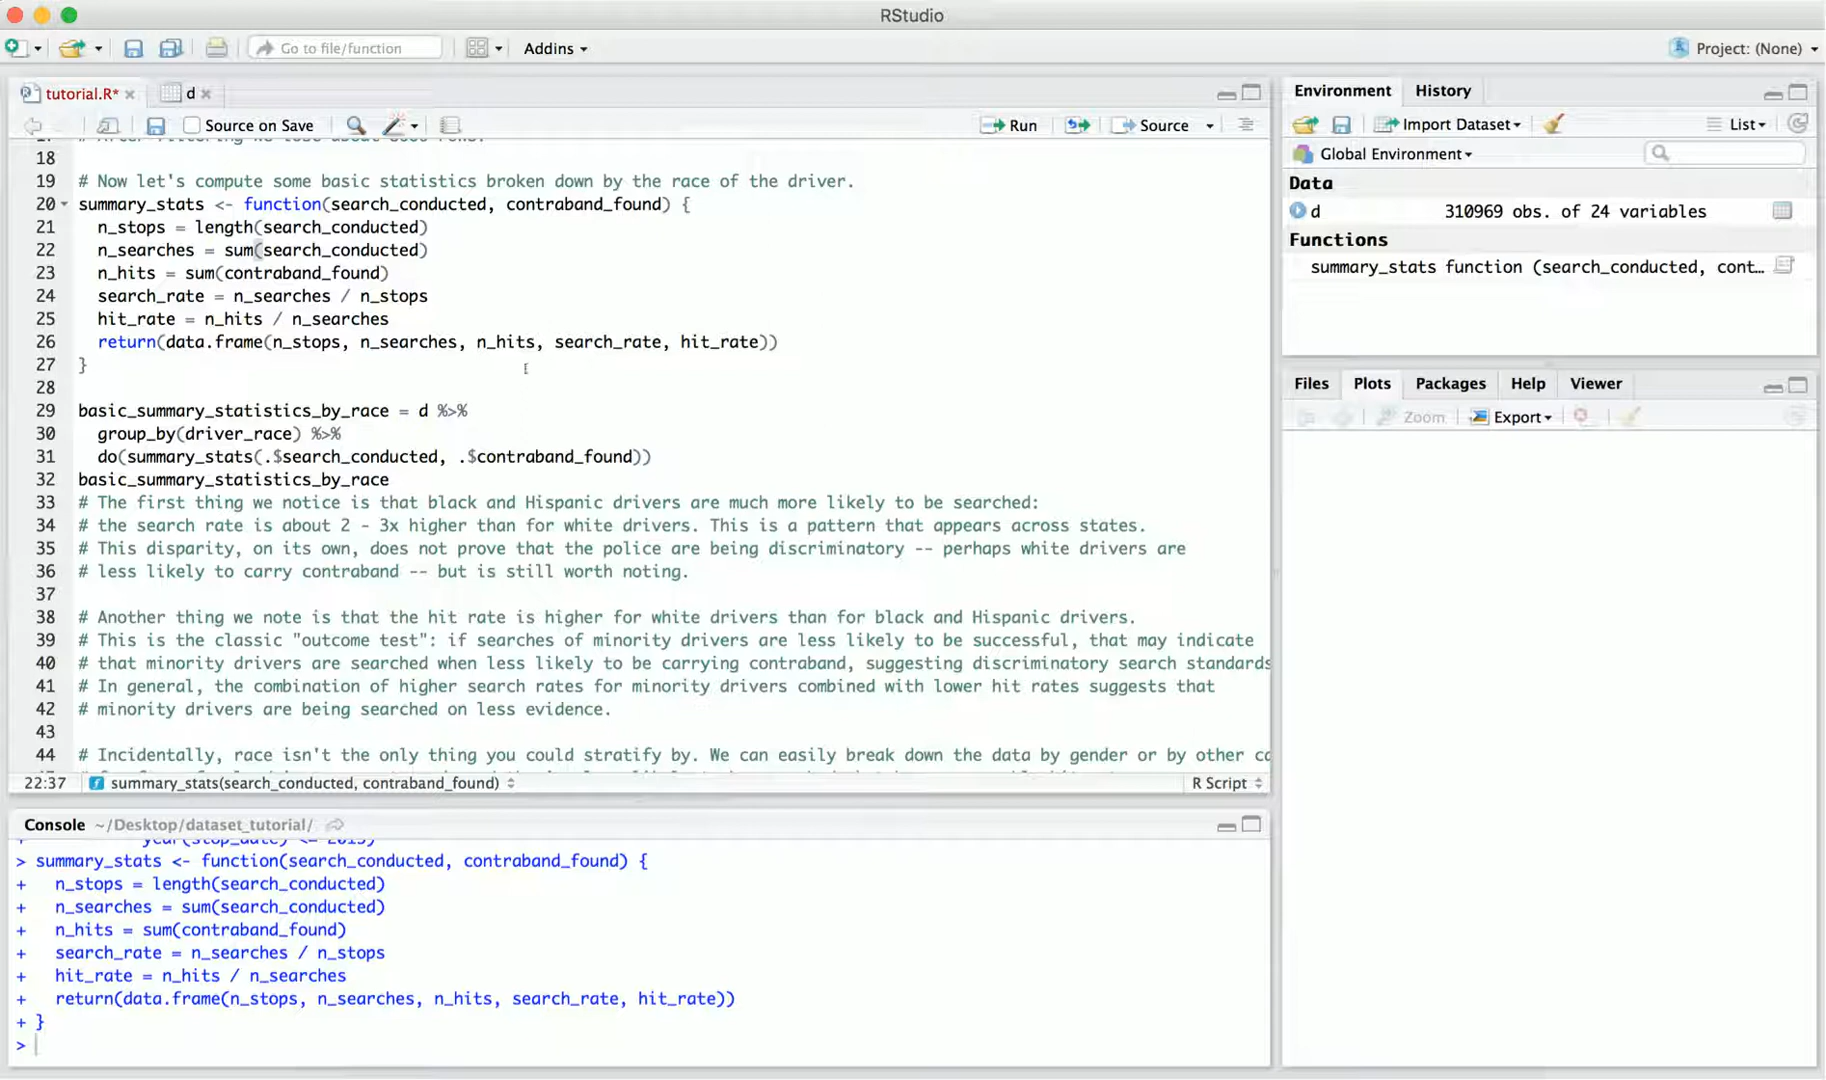 RStudio
Go to file/function
Addins
Project: (None)
tutorial.R*
d
Source on Save
Run
Source
18
19 # Now let's compute some basic statistics broken down by the race of the driver.
20 summary_stats <- function(search_conducted, contraband_found) {
21 n_stops = length(search_conducted)
22 n_searches = sum(search_conducted)
23 n_hits = sum(contraband_found)
24 search_rate = n_searches / n_stops
25 hit_rate = n_hits / n_searches
26 return(data.frame(n_stops, n_searches, n_hits, search_rate, hit_rate))
27 }
28
29 basic_summary_statistics_by_race = d %>%
30 group_by(driver_race) %>%
31 do(summary_stats(.$search_conducted, .$contraband_found))
32 basic_summary_statistics_by_race
33 # The first thing we notice is that black and Hispanic drivers are much more likely to be searched:
34 # the search rate is about 2 - 3x higher than for white drivers. This is a pattern that appears across states.
35 # This disparity, on its own, does not prove that the police are being discriminatory -- perhaps white drivers are
36 # less likely to carry contraband -- but is still worth noting.
37
38 # Another thing we note is that the hit rate is higher for white drivers than for black and Hispanic drivers.
39 # This is the classic "outcome test": if searches of minority drivers are less likely to be successful, that may indicate
40 # that minority drivers are searched when less likely to be carrying contraband, suggesting discriminatory search standards
41 # In general, the combination of higher search rates for minority drivers combined with lower hit rates suggests that
42 # minority drivers are being searched on less evidence.
43
44 # Incidentally, race isn't the only thing you could stratify by. We can easily break down the data by gender or by other ca
22:37
summary_stats(search_conducted, contraband_found)
R Script
Console ~/Desktop/dataset_tutorial/
> summary_stats <- function(search_conducted, contraband_found) {
+ n_stops = length(search_conducted)
+ n_searches = sum(search_conducted)
+ n_hits = sum(contraband_found)
+ search_rate = n_searches / n_stops
+ hit_rate = n_hits / n_searches
+ return(data.frame(n_stops, n_searches, n_hits, search_rate, hit_rate))
+ }
>
Environment
History
Import Dataset
List
Global Environment
Data
d 310969 obs. of 24 variables
Functions
summary_stats function (search_conducted, cont…
Files
Plots
Packages
Help
Viewer
Zoom
Export